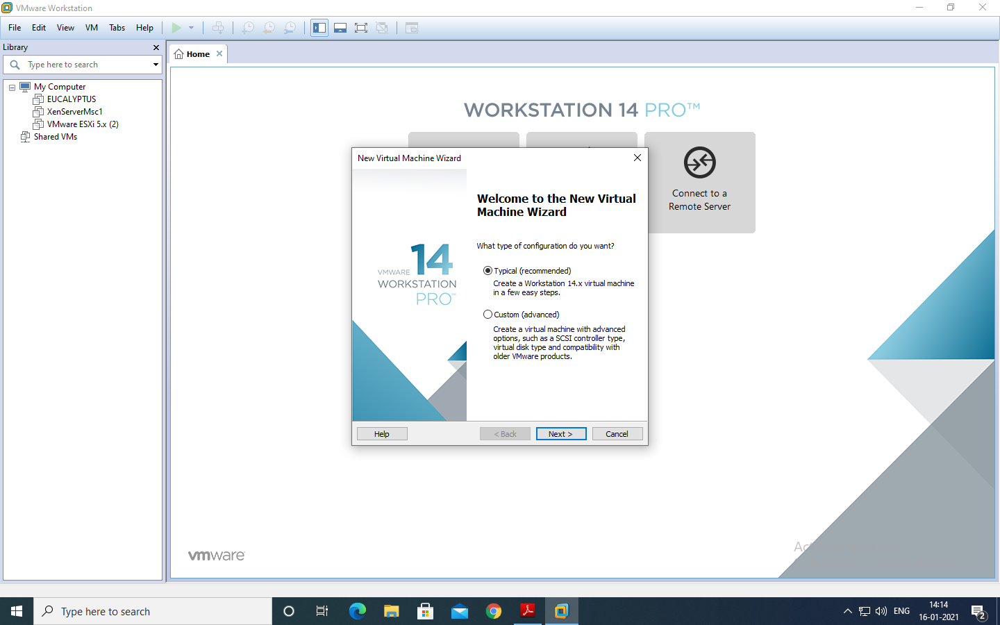 VMware Workstation
File Edit View VM Tabs Help
Library
Type here to search
My Computer
EUCALYPTUS
XenServerMsc1
VMware ESXi 5.x (2)
Shared VMs
Home
WORKSTATION 14 PRO™
Connect to a
Remote Server
New Virtual Machine Wizard
VMWARE 14
WORKSTATION
PRO™
Welcome to the New Virtual
Machine Wizard
What type of configuration do you want?
Typical (recommended)
Create a Workstation 14.x virtual machine
in a few easy steps.
Custom (advanced)
Create a virtual machine with advanced
options, such as a SCSI controller type,
virtual disk type and compatibility with
older VMware products.
Help < Back Next > Cancel
vmware
Type here to search
ENG
14:14
16-01-2021
2